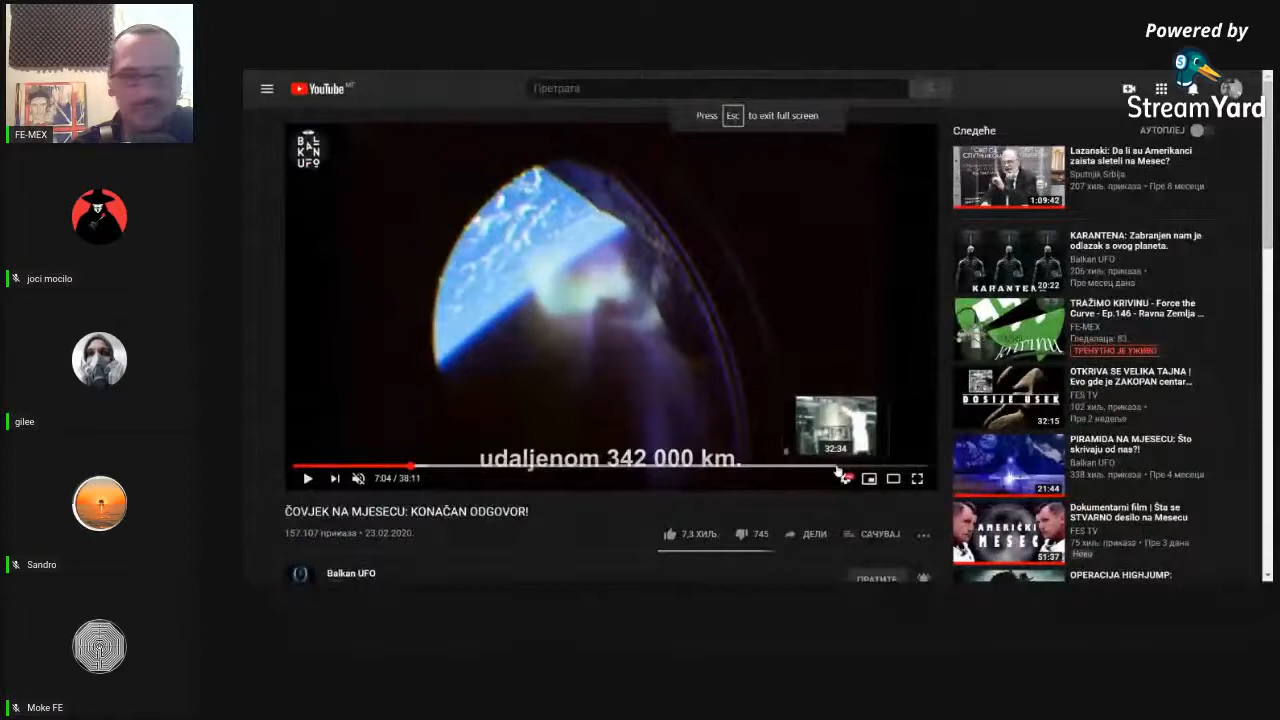 FE-MEX
joci mocilo
gilee
Sandro
Moke FE
Powered by
StreamYard
YouTube
Претрага
Press Esc to exit full screen
BAL
KAN
UFO
udaljenom 342 000 km.
32:34
7:04 / 38:11
ČOVJEK NA MJESECU: KONAČAN ODGOVOR!
157.107 приказа • 23.02.2020.
7,3 ХИЉ.
745
ДЕЛИ
САЧУВАЈ
Balkan UFO
ПРАТИТЕ
Следеће
АУТОПЛЕЈ
Lazanski: Da li su Amerikanci
zaista sleteli na Mesec?
Sputnjik Srbija
207 хиљ. приказа • Пре 8 месеци
1:09:42
KARANTENA: Zabranjen nam je
odlazak s ovog planeta.
Balkan UFO
206 хиљ. приказа •
Пре месец дана
KARANTENA
20:22
TRAŽIMO KRIVINU - Force the
Curve - Ep.146 - Ravna Zemlja ...
FE-MEX
Гледалаца: 83.
ТРЕНУТНО ЈЕ УЖИВО
OTKRIVA SE VELIKA TAJNA |
Evo gde je ZAKOPAN centar...
FES TV
102 хиљ. приказа •
Пре 2 недеље
DOSIJE USEK
32:15
PIRAMIDA NA MJESECU: Što
skrivaju od nas?!
Balkan UFO
338 хиљ. приказа • Пре 4 месеци
21:44
Dokumentarni film | Šta se
STVARNO desilo na Mesecu
FES TV
75 хиљ. приказа • Пре 3 дана
Ново
AMERIČKI
MESEC
51:37
OPERACIJA HIGHJUMP: